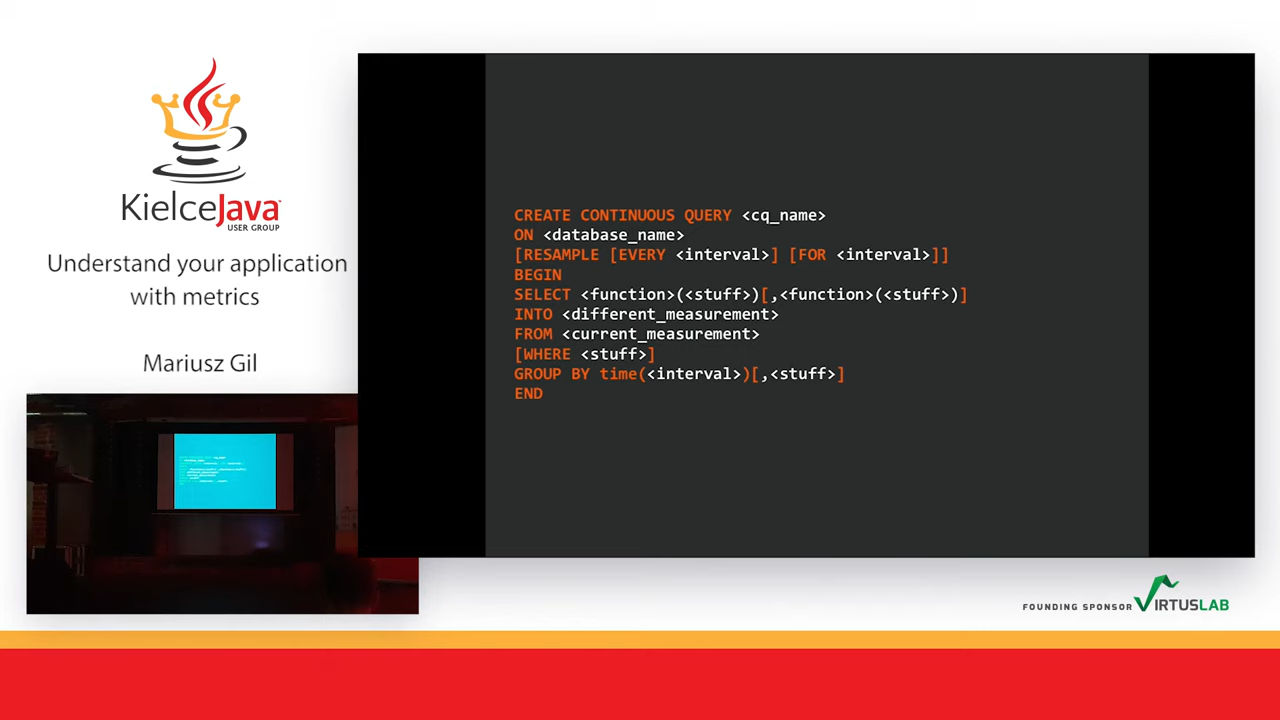 KielceJava
USER GROUP
Understand your application
with metrics
Mariusz Gil
CREATE CONTINUOUS QUERY <cq_name>
ON <database_name>
[RESAMPLE [EVERY <interval>] [FOR <interval>]]
BEGIN
SELECT <function>(<stuff>)[,<function>(<stuff>)]
INTO <different_measurement>
FROM <current_measurement>
[WHERE <stuff>]
GROUP BY time(<interval>)[,<stuff>]
END
FOUNDING SPONSOR VIRTUSLAB